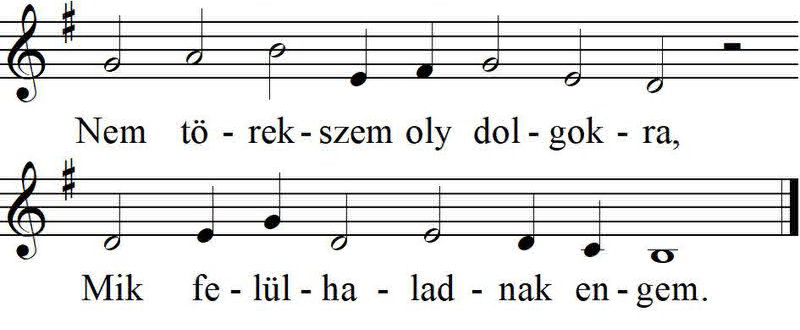 Nem tö - rek - szem oly dol - gok - ra,
Mik fe - lül - ha - lad - nak en - gem.